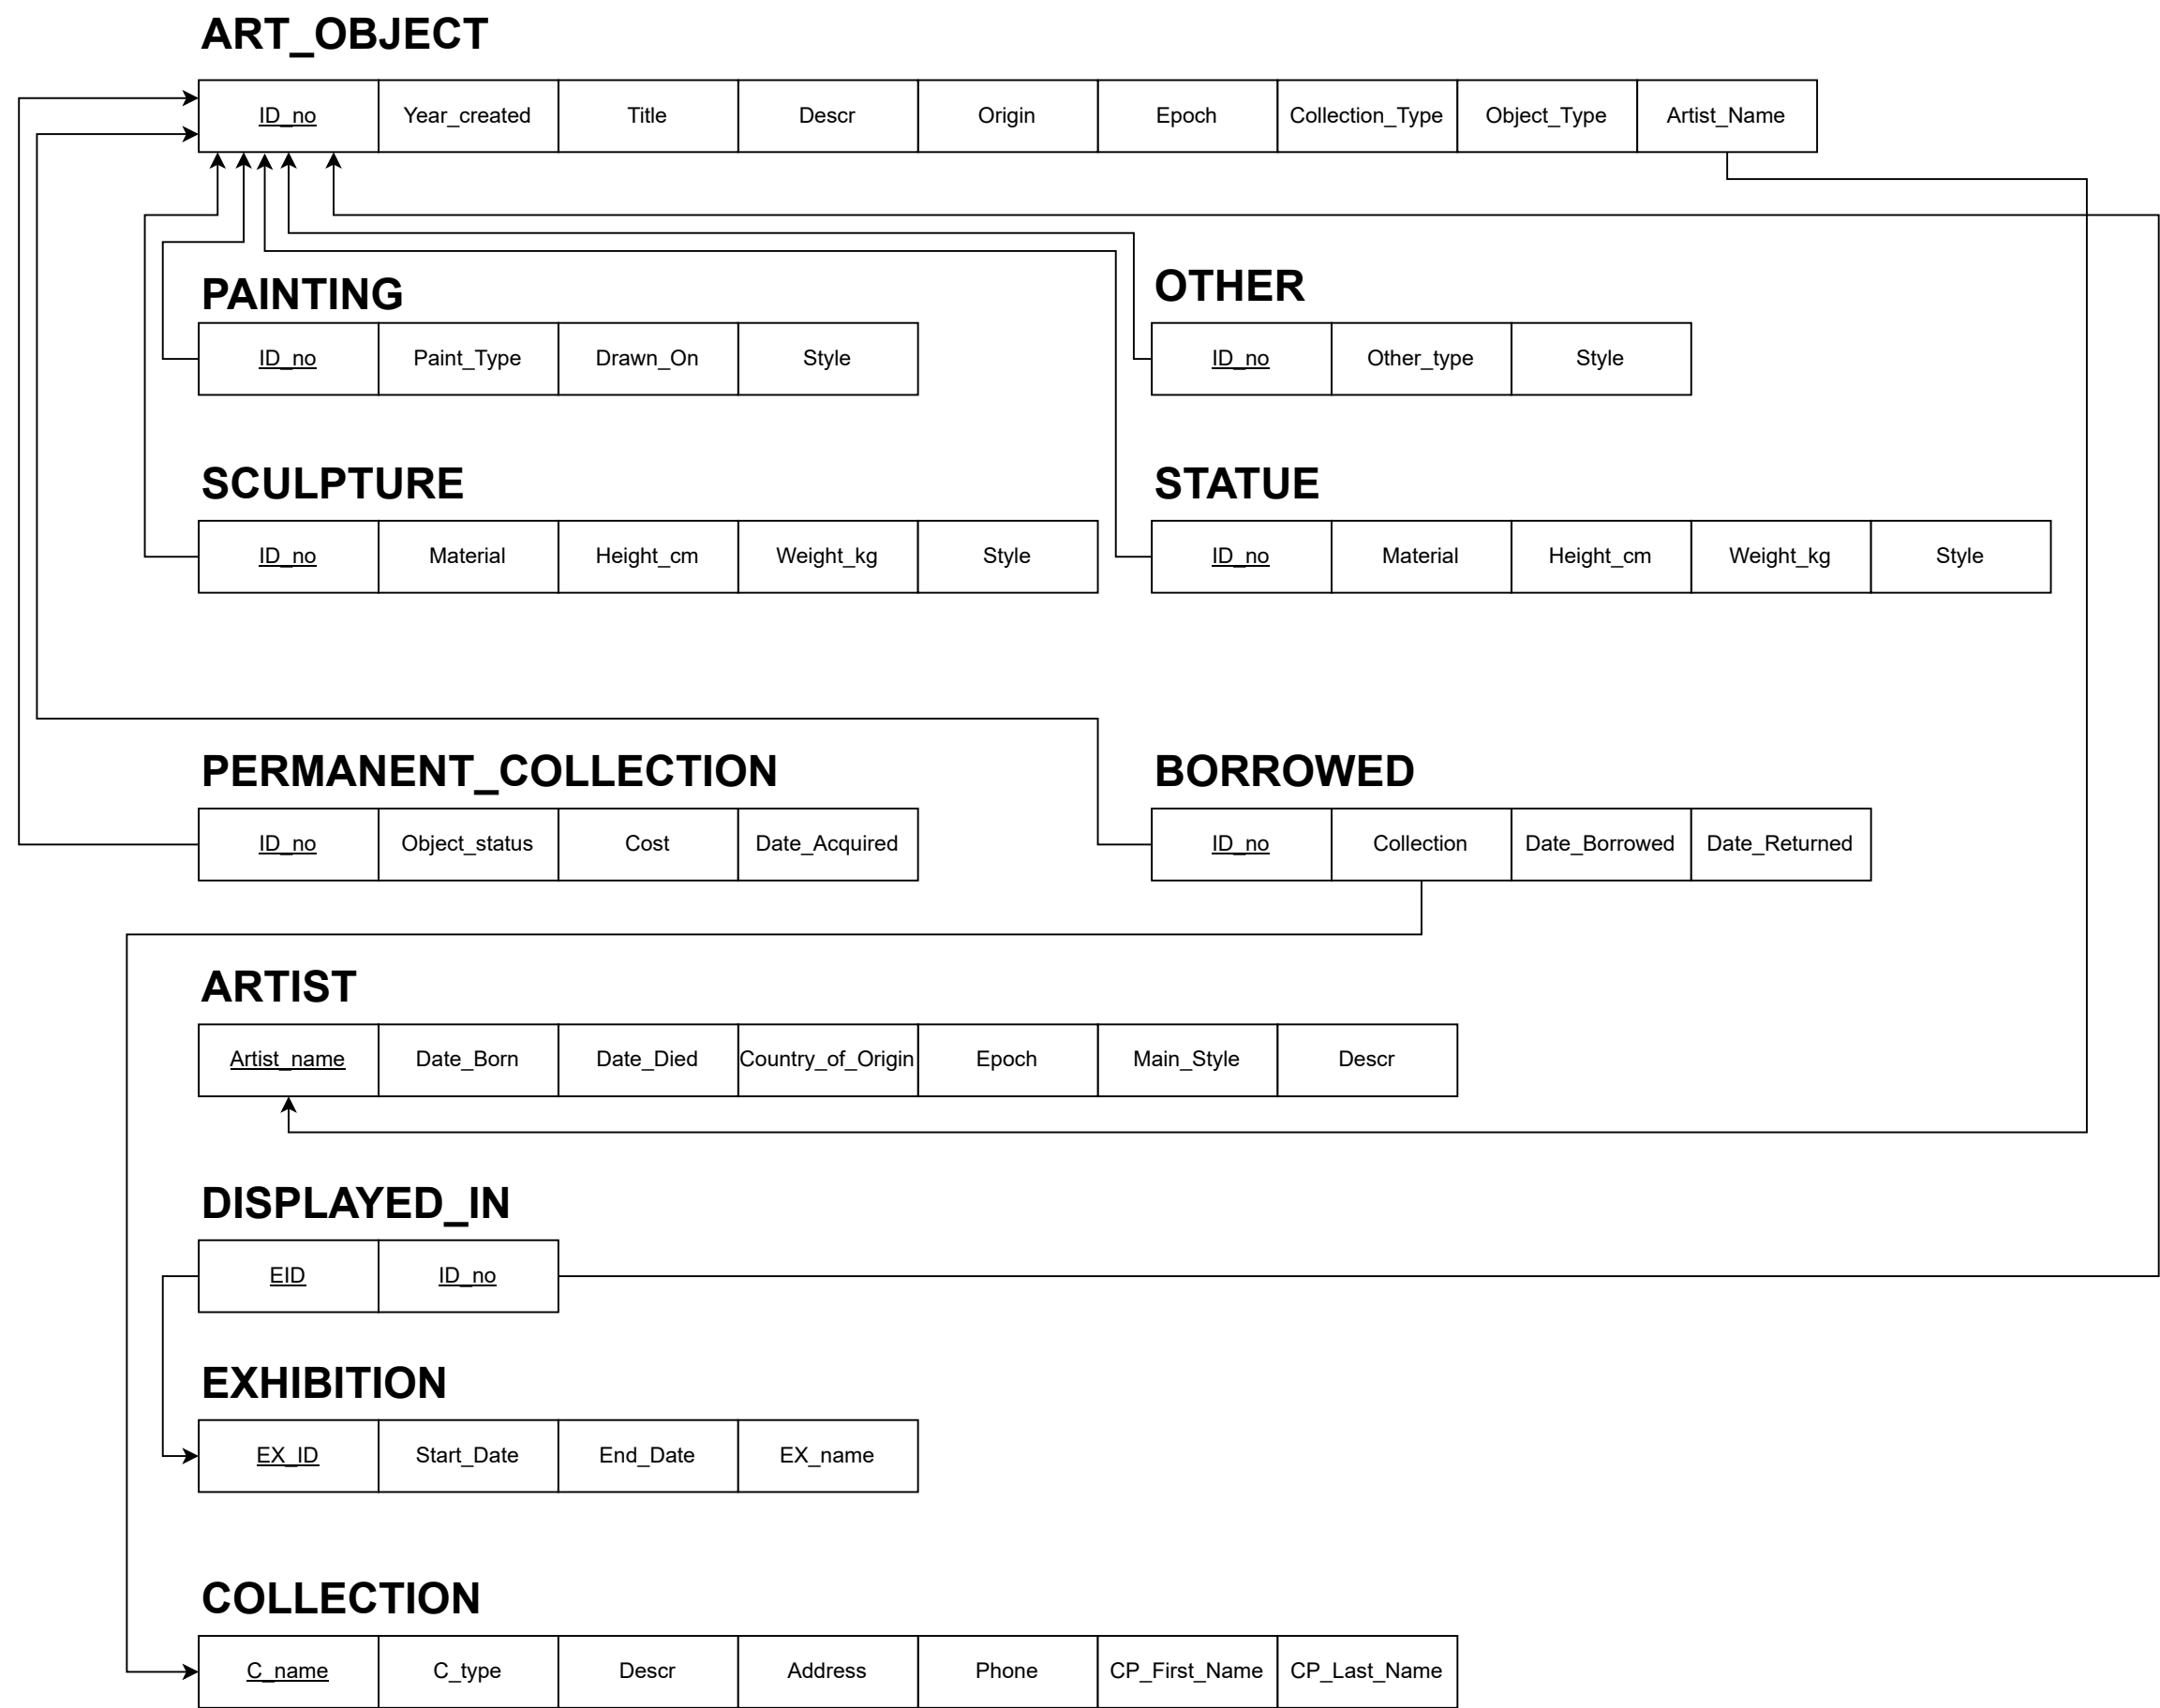 ART_OBJECT
ID_no Year_created Title Descr Origin Epoch Collection_Type Object_Type Artist_Name
PAINTING
ID_no Paint_Type Drawn_On Style
OTHER
ID_no Other_type Style
SCULPTURE
ID_no Material Height_cm Weight_kg Style
STATUE
ID_no Material Height_cm Weight_kg Style
PERMANENT_COLLECTION
ID_no Object_status Cost Date_Acquired
BORROWED
ID_no Collection Date_Borrowed Date_Returned
ARTIST
Artist_name Date_Born Date_Died Country_of_Origin Epoch Main_Style Descr
DISPLAYED_IN
EID ID_no
EXHIBITION
EX_ID Start_Date End_Date EX_name
COLLECTION
C_name C_type Descr Address Phone CP_First_Name CP_Last_Name